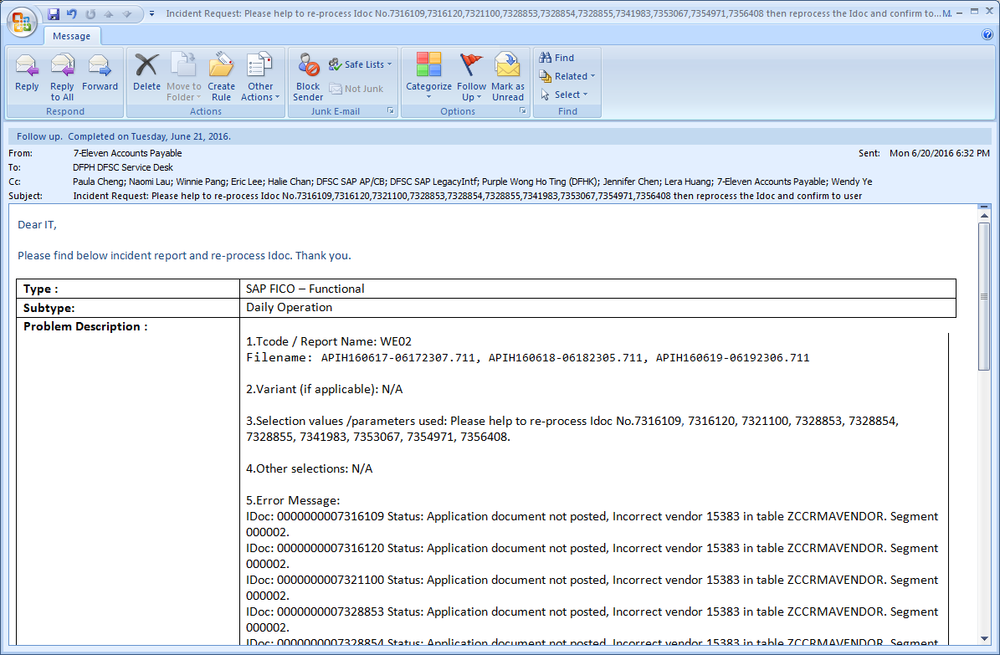 Incident Request: Please help to re-process Idoc No.7316109,7316120,7321100,7328853,7328854,7328855,7341983,7353067,7354971,7356408 then reprocess the Idoc and confirm to... M.
Message
Reply
Reply to All
Forward
Respond
Delete
Move to Folder
Create Rule
Other Actions
Actions
Block Sender
Safe Lists
Not Junk
Junk E-mail
Categorize
Follow Up
Mark as Unread
Options
Find
Related
Select
Find
Follow up. Completed on Tuesday, June 21, 2016.
From: 7-Eleven Accounts Payable Sent: Mon 6/20/2016 6:32 PM
To: DFPH DFSC Service Desk
Cc: Paula Cheng; Naomi Lau; Winnie Pang; Eric Lee; Halie Chan; DFSC SAP AP/CB; DFSC SAP LegacyIntf; Purple Wong Ho Ting (DFHK); Jennifer Chen; Lera Huang; 7-Eleven Accounts Payable; Wendy Ye
Subject: Incident Request: Please help to re-process Idoc No.7316109,7316120,7321100,7328853,7328854,7328855,7341983,7353067,7354971,7356408 then reprocess the Idoc and confirm to user
Dear IT,
Please find below incident report and re-process Idoc. Thank you.
Type : SAP FICO – Functional
Subtype: Daily Operation
Problem Description :
1.Tcode / Report Name: WE02
Filename: APIH160617-06172307.711, APIH160618-06182305.711, APIH160619-06192306.711
2.Variant (if applicable): N/A
3.Selection values /parameters used: Please help to re-process Idoc No.7316109, 7316120, 7321100, 7328853, 7328854,
7328855, 7341983, 7353067, 7354971, 7356408.
4.Other selections: N/A
5.Error Message:
IDoc: 0000000007316109 Status: Application document not posted, Incorrect vendor 15383 in table ZCCRMAVENDOR. Segment
000002.
IDoc: 0000000007316120 Status: Application document not posted, Incorrect vendor 15383 in table ZCCRMAVENDOR. Segment
000002.
IDoc: 0000000007321100 Status: Application document not posted, Incorrect vendor 15383 in table ZCCRMAVENDOR. Segment
000002.
IDoc: 0000000007328853 Status: Application document not posted, Incorrect vendor 15383 in table ZCCRMAVENDOR. Segment
000002.
IDoc: 0000000007328854 Status: Application document not posted, Incorrect vendor 15383 in table ZCCRMAVENDOR. Segment